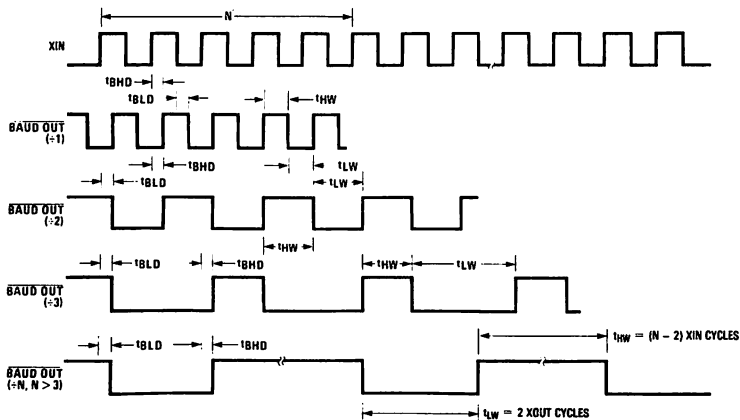 N
XIN
tBHD
tBLD
tHW
BAUD OUT
(÷1)
tBHD
tLW
tBLD
tLW
BAUD OUT
(÷2)
tHW
tBLD
tBHD
tHW
tLW
BAUD OUT
(÷3)
tHW = (N – 2) XIN CYCLES
tBLD
tBHD
BAUD OUT
(÷N, N > 3)
tLW = 2 XOUT CYCLES